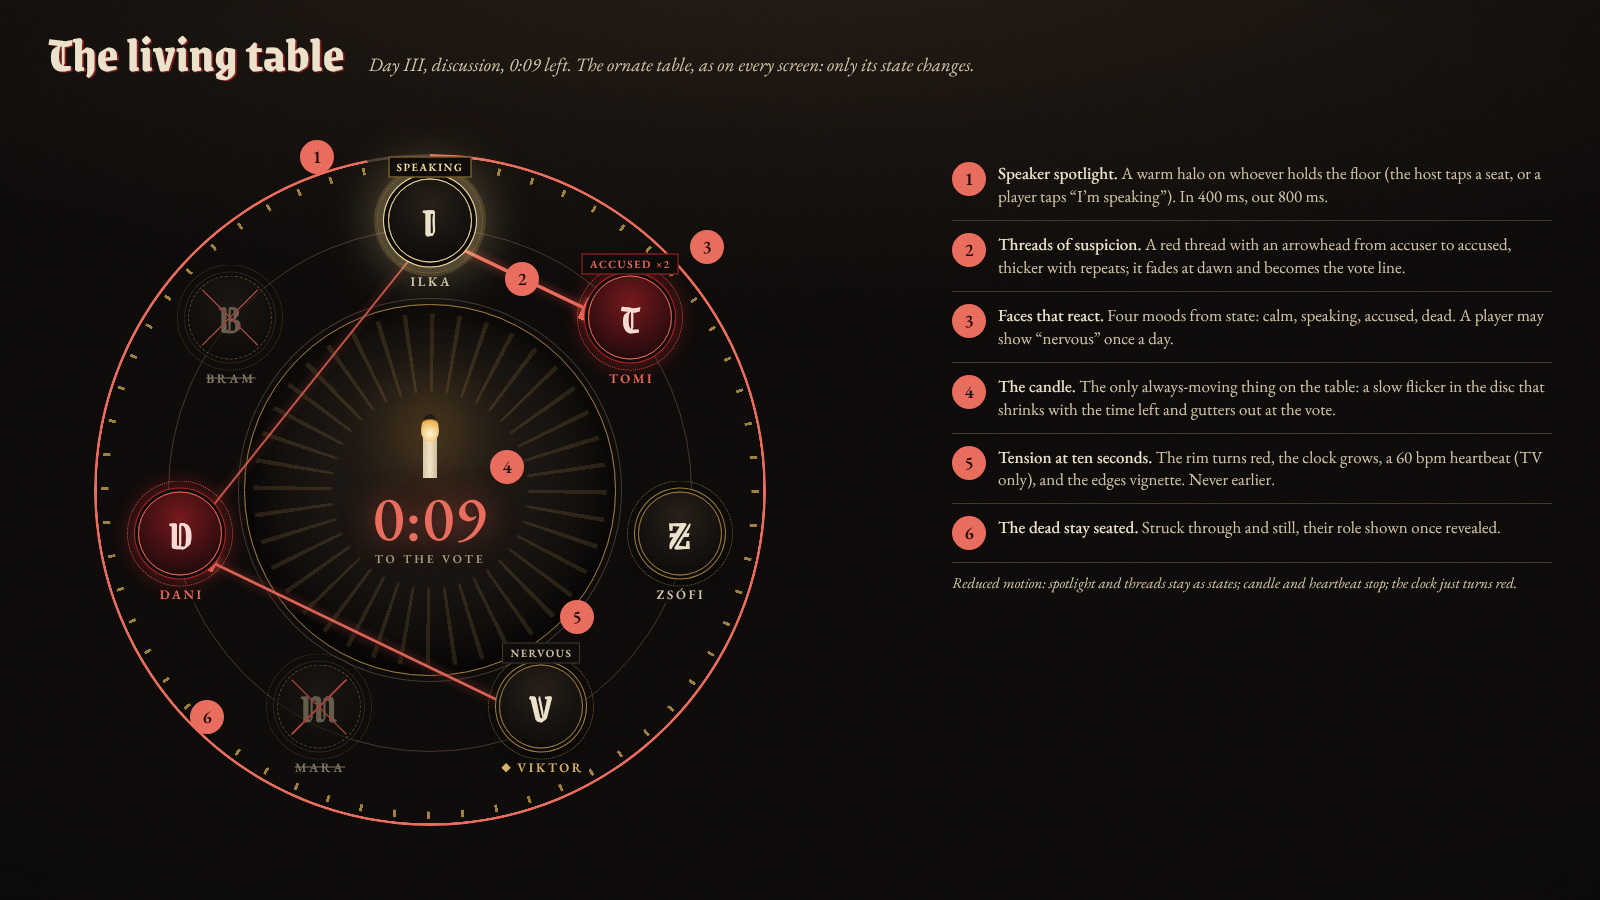 The living table
Day III, discussion, 0:09 left. The ornate table, as on every screen: only its state changes.
1
SPEAKING
I
ILKA
2
3
ACCUSED ×2
T
TOMI
B
BRAM
4
0:09
TO THE VOTE
D
DANI
Z
ZSÓFI
5
NERVOUS
V
◆ VIKTOR
M
MARA
6
1
Speaker spotlight. A warm halo on whoever holds the floor (the host taps a seat, or a
player taps “I’m speaking”). In 400 ms, out 800 ms.
2
Threads of suspicion. A red thread with an arrowhead from accuser to accused,
thicker with repeats; it fades at dawn and becomes the vote line.
3
Faces that react. Four moods from state: calm, speaking, accused, dead. A player may
show “nervous” once a day.
4
The candle. The only always-moving thing on the table: a slow flicker in the disc that
shrinks with the time left and gutters out at the vote.
5
Tension at ten seconds. The rim turns red, the clock grows, a 60 bpm heartbeat (TV
only), and the edges vignette. Never earlier.
6
The dead stay seated. Struck through and still, their role shown once revealed.
Reduced motion: spotlight and threads stay as states; candle and heartbeat stop; the clock just turns red.